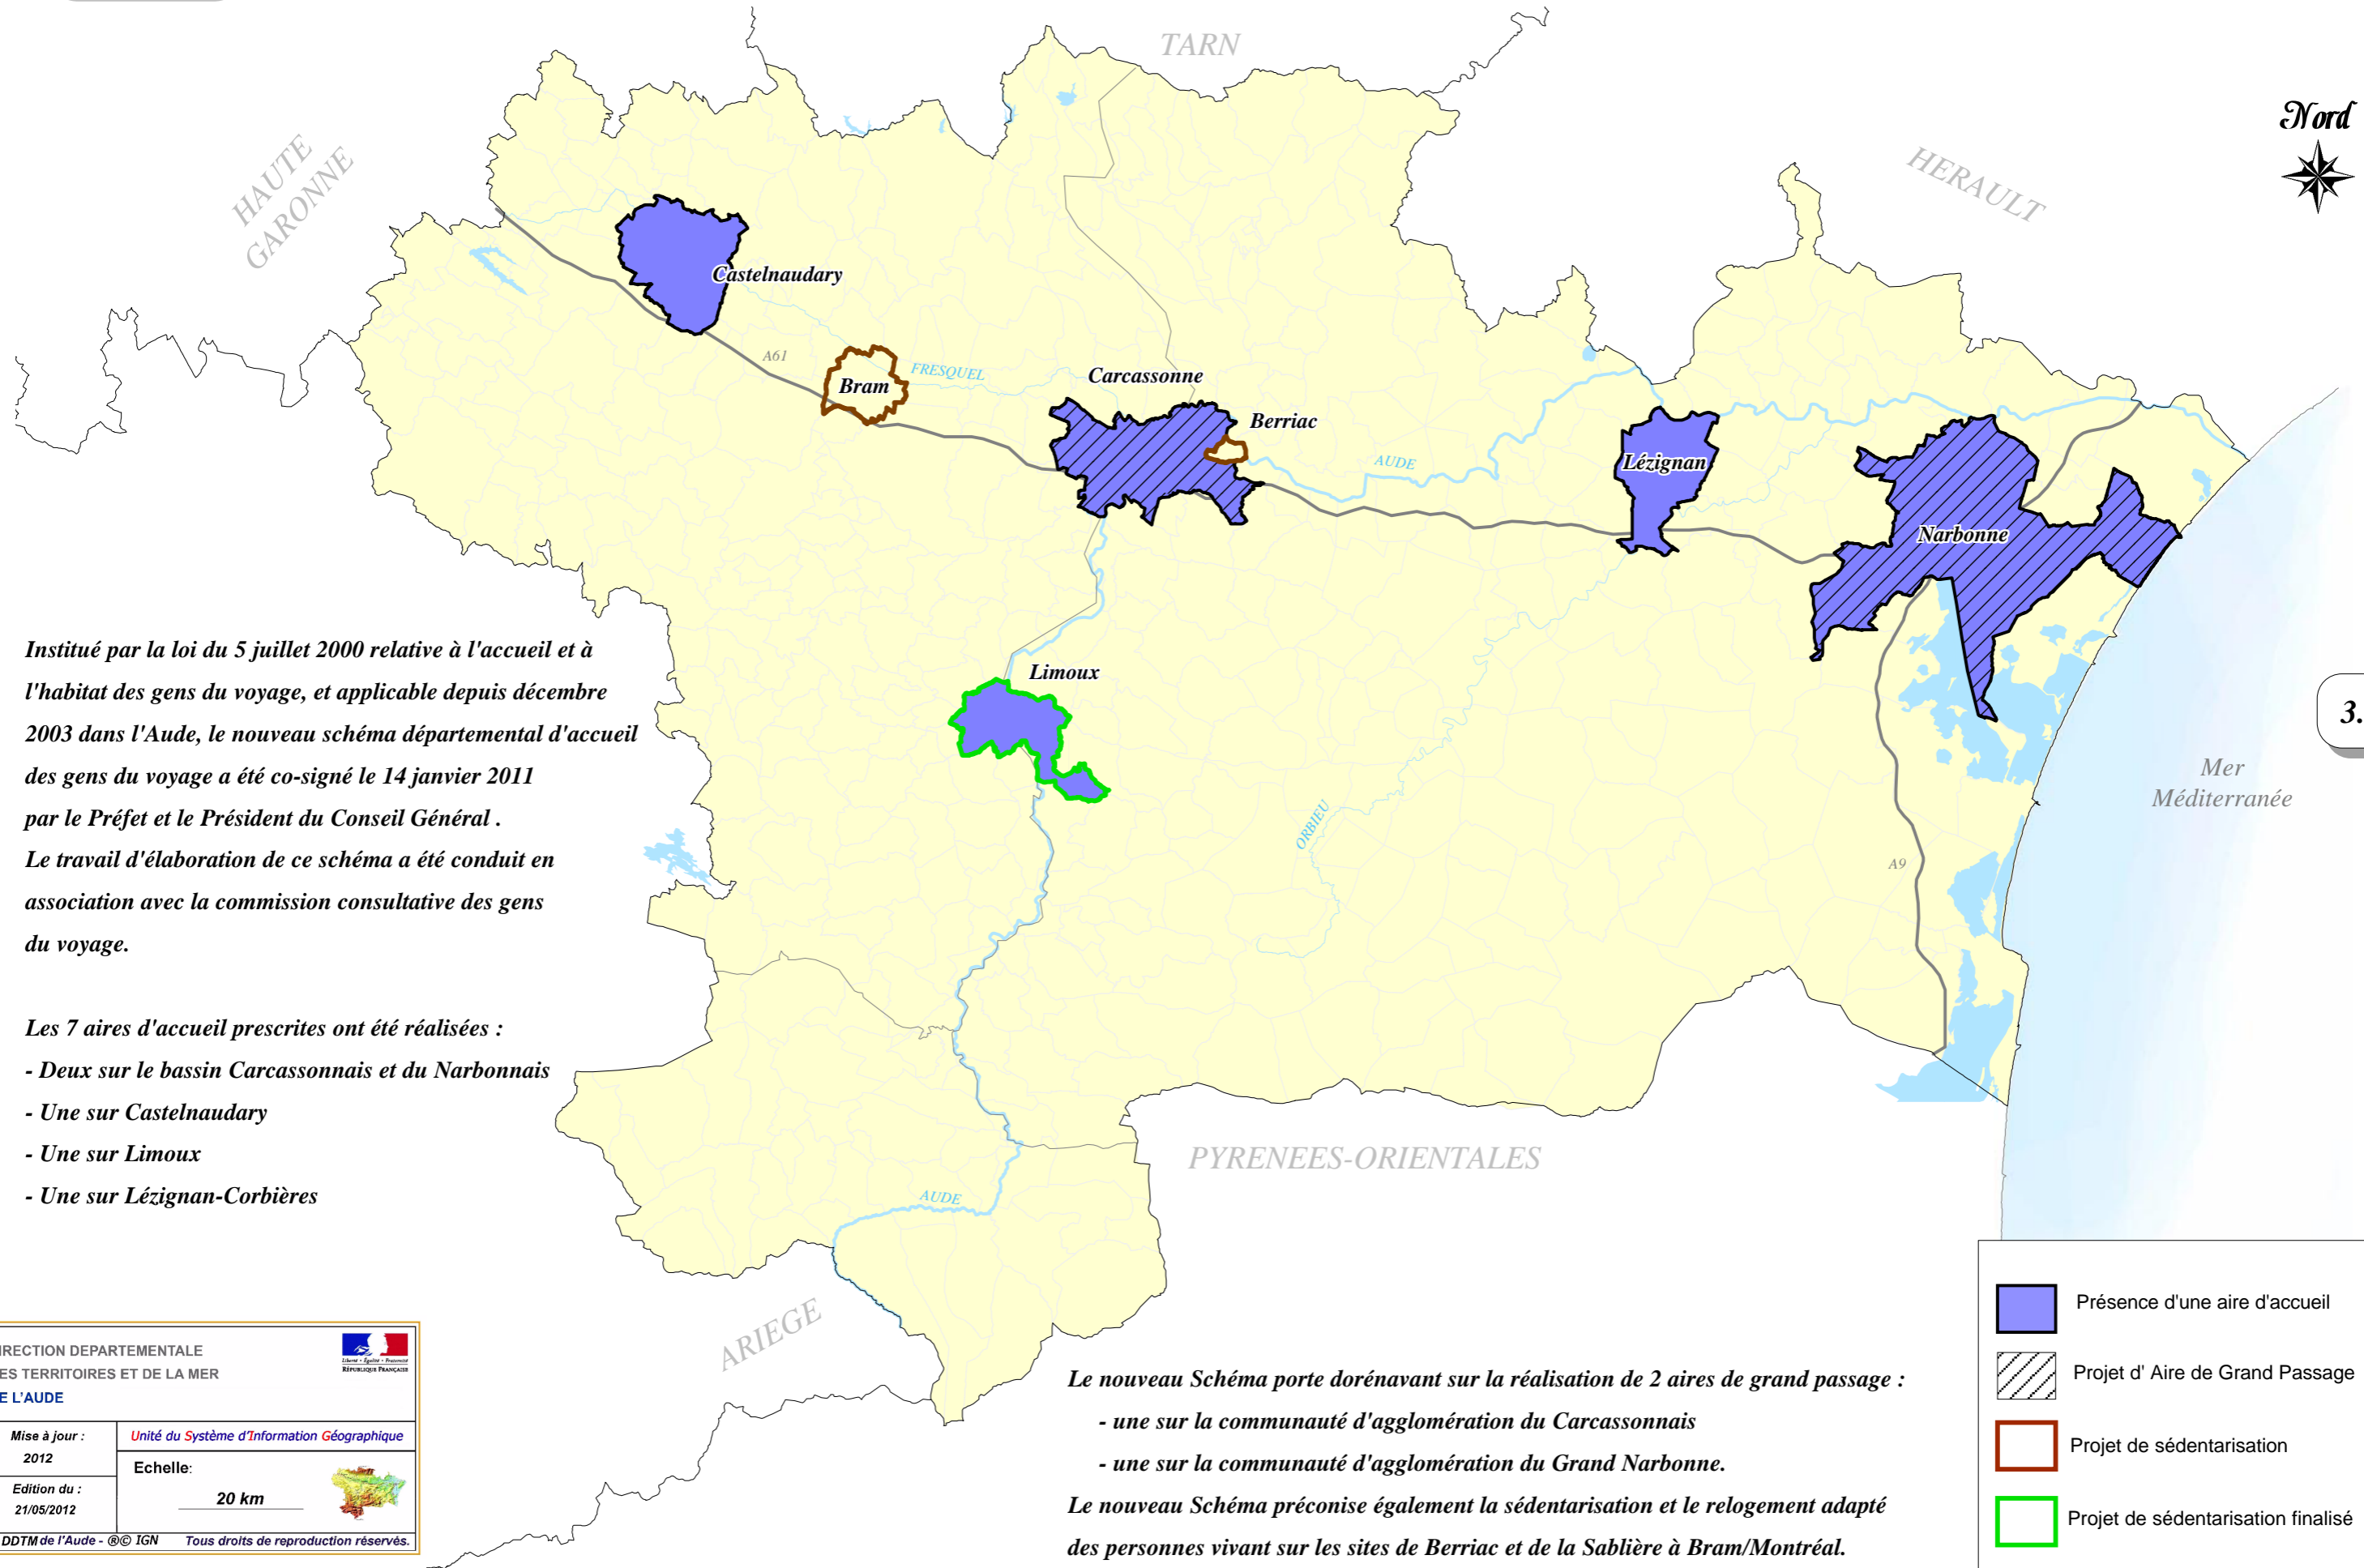 TARN
Nord
HAUTE
GARONNE
HERAULT
Castelnaudary
A61
Bram
FRESQUEL
Carcassonne
Berriac
AUDE
Lézignan
Narbonne
Institué par la loi du 5 juillet 2000 relative à l'accueil et à
l'habitat des gens du voyage, et applicable depuis décembre
2003 dans l'Aude, le nouveau schéma départemental d'accueil
des gens du voyage a été co-signé le 14 janvier 2011
par le Préfet et le Président du Conseil Général .
Le travail d'élaboration de ce schéma a été conduit en
association avec la commission consultative des gens
du voyage.
Limoux
3.
Mer
Méditerranée
ORBIEU
A9
Les 7 aires d'accueil prescrites ont été réalisées :
- Deux sur le bassin Carcassonnais et du Narbonnais
- Une sur Castelnaudary
- Une sur Limoux
- Une sur Lézignan-Corbières
PYRENEES-ORIENTALES
AUDE
ARIEGE
Présence d'une aire d'accueil
Projet d' Aire de Grand Passage
Projet de sédentarisation
Projet de sédentarisation finalisé
IRECTION DEPARTEMENTALE
ES TERRITOIRES ET DE LA MER
E L'AUDE
Liberté • Égalité • Fraternité
RÉPUBLIQUE FRANÇAISE
Mise à jour :
2012
Unité du Système d'Information Géographique
Echelle:
20 km
Edition du :
21/05/2012
DDTM de l'Aude - ®© IGN Tous droits de reproduction réservés.
Le nouveau Schéma porte dorénavant sur la réalisation de 2 aires de grand passage :
- une sur la communauté d'agglomération du Carcassonnais
- une sur la communauté d'agglomération du Grand Narbonne.
Le nouveau Schéma préconise également la sédentarisation et le relogement adapté
des personnes vivant sur les sites de Berriac et de la Sablière à Bram/Montréal.